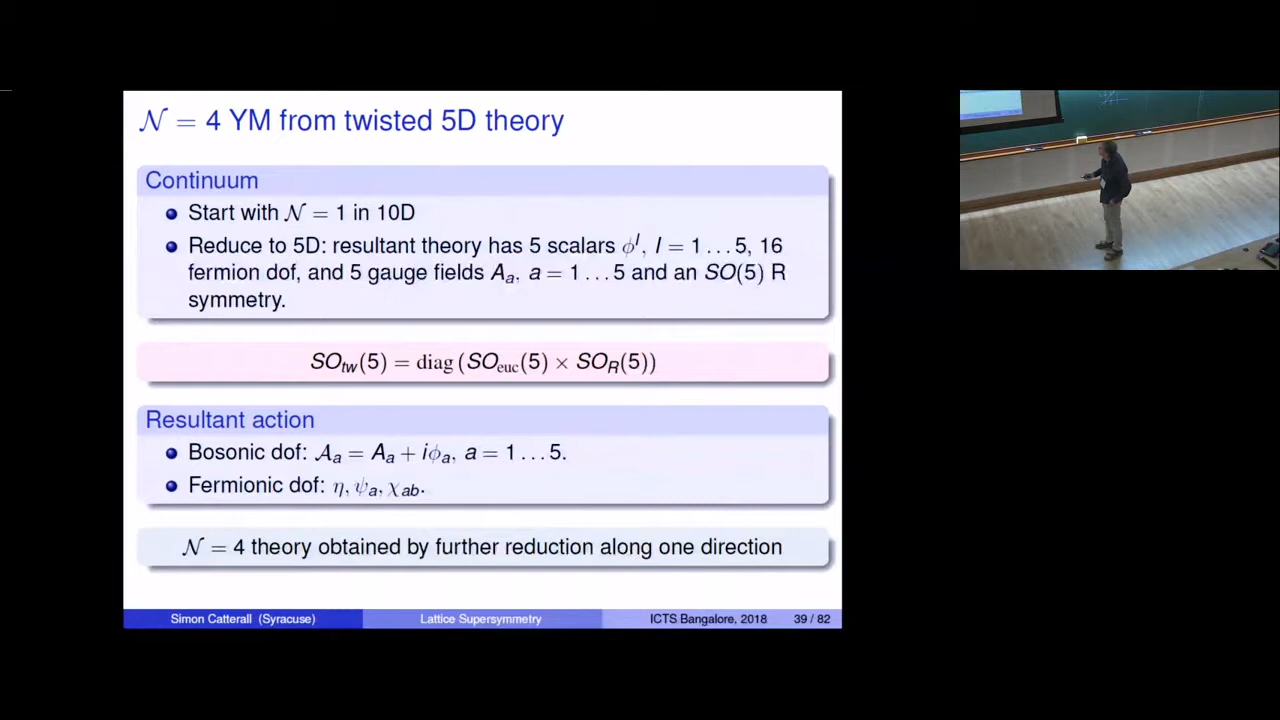 𝒩 = 4 YM from twisted 5D theory
Continuum
Start with 𝒩 = 1 in 10D
Reduce to 5D: resultant theory has 5 scalars ϕ^I, I = 1 … 5, 16
fermion dof, and 5 gauge fields A_a, a = 1 … 5 and an SO(5) R
symmetry.
SO_tw(5) = diag (SO_euc(5) × SO_R(5))
Resultant action
Bosonic dof: 𝒜_a = A_a + iϕ_a, a = 1 … 5.
Fermionic dof: η, ψ_a, χ_ab.
𝒩 = 4 theory obtained by further reduction along one direction
Simon Catterall (Syracuse) Lattice Supersymmetry ICTS Bangalore, 2018 39 / 82